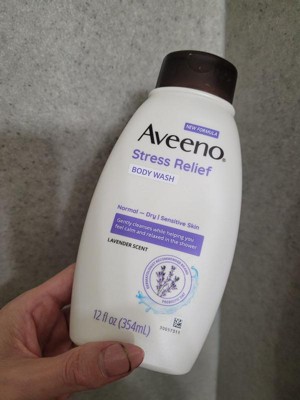 NEW FORMULA
Aveeno®
Stress Relief
BODY WASH
Normal – Dry | Sensitive Skin
Gently cleanses while helping you
feel calm and relaxed in the shower
LAVENDER SCENT
12 fl oz (354mL)